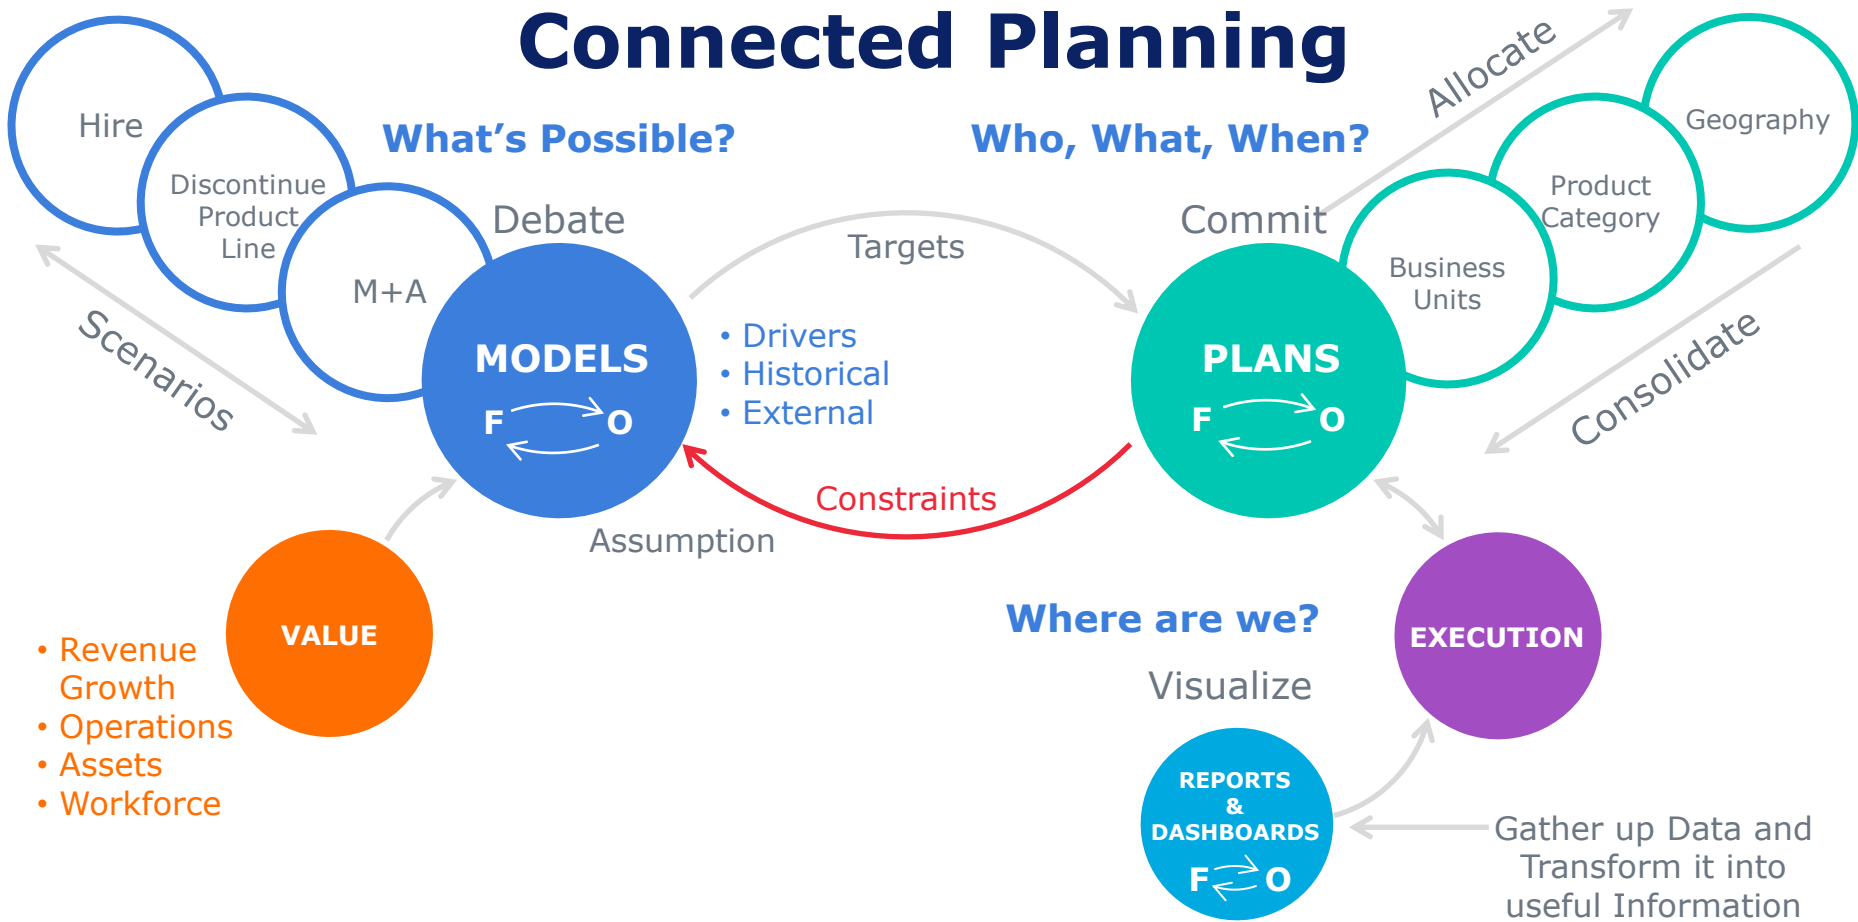 Connected Planning
Hire
Discontinue
Product
Line
M+A
Scenarios
What’s Possible?
Debate
MODELS
F O
Targets
• Drivers
• Historical
• External
Constraints
Assumption
Who, What, When?
Commit
PLANS
F O
Allocate
Geography
Product
Category
Business
Units
Consolidate
VALUE
• Revenue
Growth
• Operations
• Assets
• Workforce
Where are we?
Visualize
EXECUTION
REPORTS
&
DASHBOARDS
F O
Gather up Data and
Transform it into
useful Information